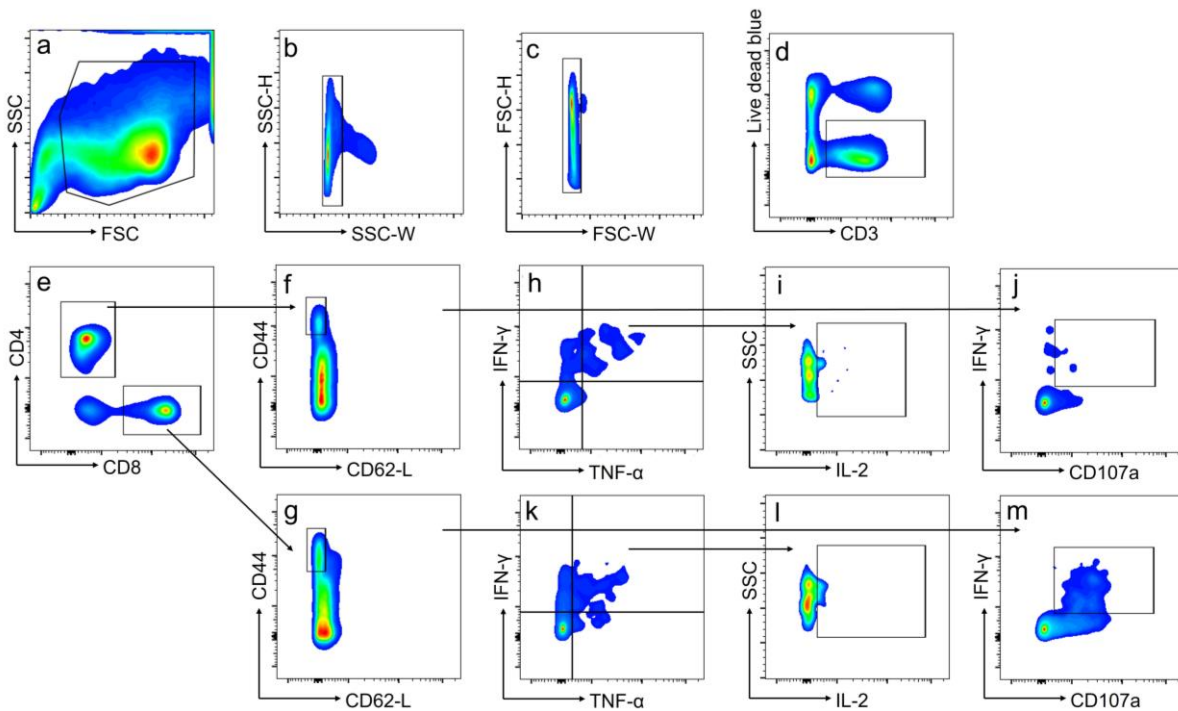 a
SSC
FSC
b
SSC-H
SSC-W
c
FSC-H
FSC-W
d
Live dead blue
CD3
e
CD4
CD8
f
CD44
CD62-L
h
IFN-γ
TNF-α
i
SSC
IL-2
j
IFN-γ
CD107a
g
CD44
CD62-L
k
IFN-γ
TNF-α
l
SSC
IL-2
m
IFN-γ
CD107a